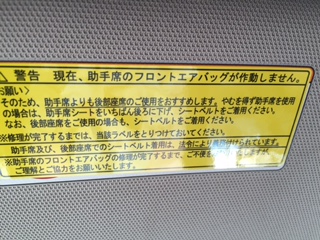 警告 現在、助手席のフロントエアバッグが作動しません。
お願い〉
そのため、助手席よりも後部座席のご使用をおすすめします。やむを得ず助手席を使用
の場合は、助手席シートをいちばん後ろに下げ、シートベルトをご着用ください。
なお、後部座席をご使用の場合も、シートベルトをご着用ください。
※修理が完了するまでは、当該ラベルをとりつけておいてください。
助手席及び、後部座席でのシートベルト着用は、法令により義務付けられています。
※助手席のフロントエアバッグの修理が完了するまで、ご不便を
ご理解とご協力をお願いいたします。